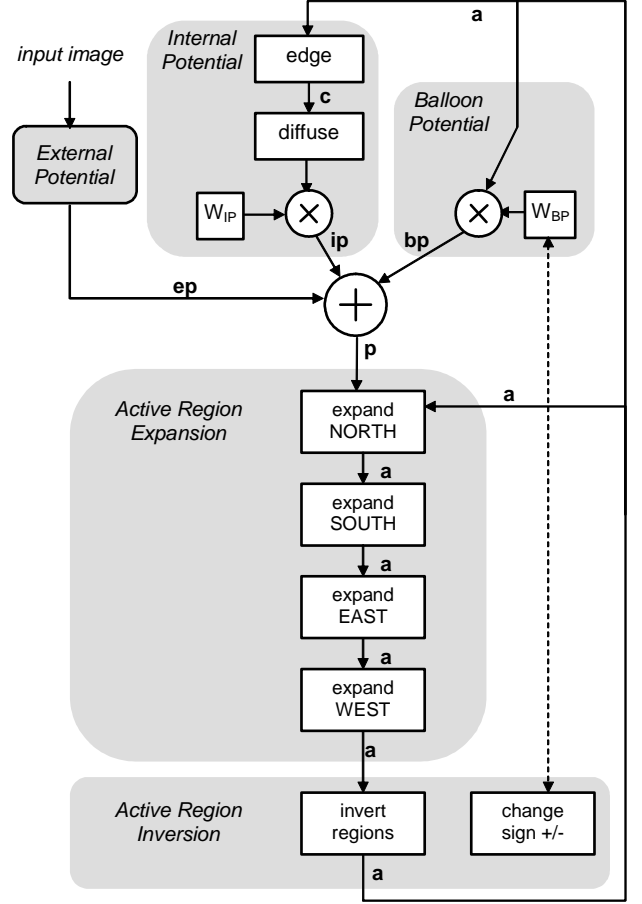 a
Internal
Potential
edge
input image
c
Balloon
Potential
diffuse
External
Potential
W_IP
×
×
W_BP
ip
bp
ep
+
p
Active Region
Expansion
expand
NORTH
a
a
expand
SOUTH
a
expand
EAST
a
expand
WEST
a
Active Region
Inversion
invert
regions
change
sign +/-
a